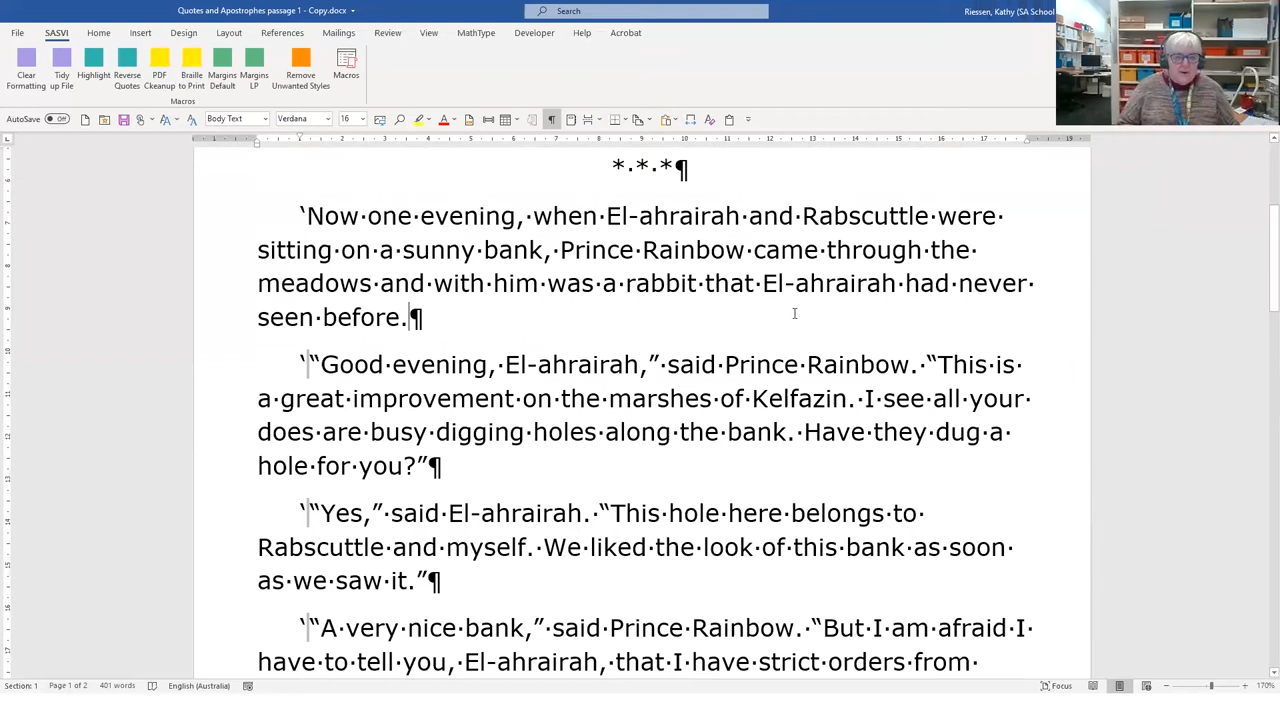 Quotes and Apostrophes passage 1 - Copy.docx
Search
Riessen, Kathy (SA School
File SASVI Home Insert Design Layout References Mailings Review View MathType Developer Help Acrobat
Clear Formatting
Tidy up File
Highlight
Reverse Quotes
PDF Cleanup
Braille to Print
Margins Default
Margins LP
Remove Unwanted Styles
Macros
Macros
AutoSave Off Body Text Verdana 16
*·*·*¶
‘Now·one·evening,·when·El-ahrairah·and·Rabscuttle·were·
sitting·on·a·sunny·bank,·Prince·Rainbow·came·through·the·
meadows·and·with·him·was·a·rabbit·that·El-ahrairah·had·never·
seen·before.¶
‘“Good·evening,·El-ahrairah,”·said·Prince·Rainbow.·“This·is·
a·great·improvement·on·the·marshes·of·Kelfazin.·I·see·all·your·
does·are·busy·digging·holes·along·the·bank.·Have·they·dug·a·
hole·for·you?”¶
‘“Yes,”·said·El-ahrairah.·“This·hole·here·belongs·to·
Rabscuttle·and·myself.·We·liked·the·look·of·this·bank·as·soon·
as·we·saw·it.”¶
‘“A·very·nice·bank,”·said·Prince·Rainbow.·“But·I·am·afraid·I·
have·to·tell·you,·El-ahrairah,·that·I·have·strict·orders·from·
Section: 1 Page 1 of 2 401 words English (Australia) Focus 170%